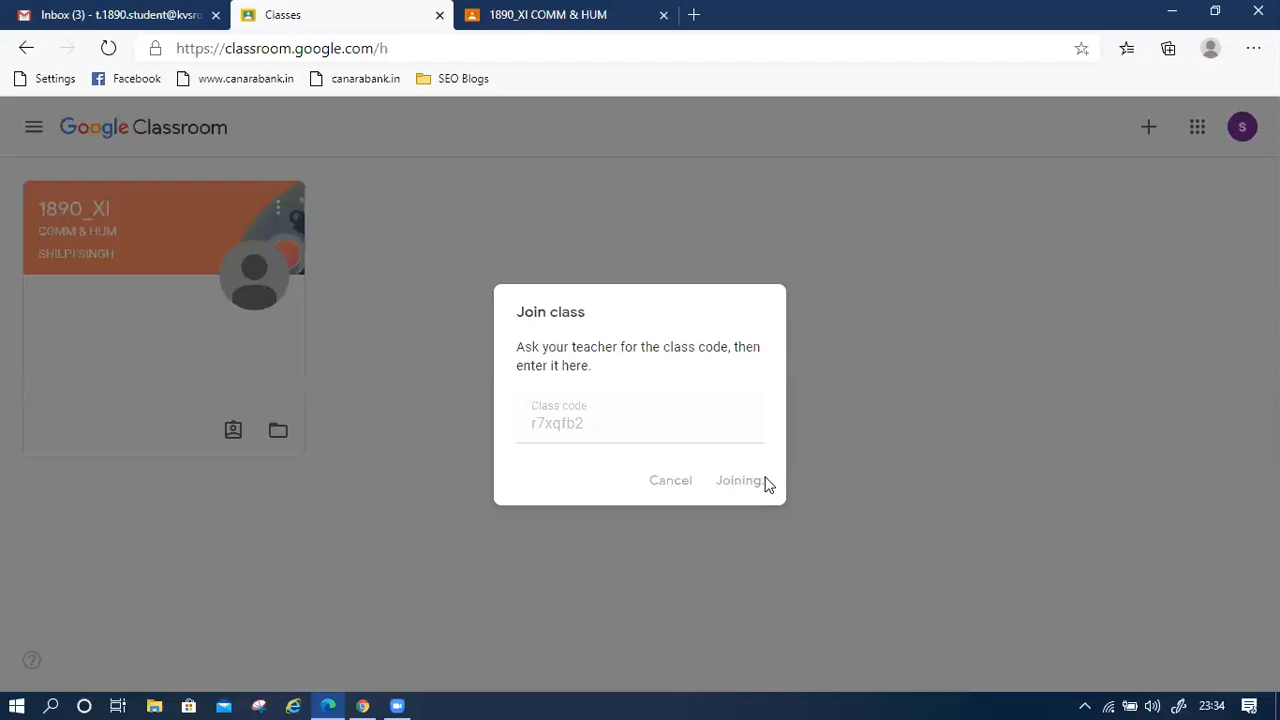 Inbox (3) - t.1890.student@kvsro
Classes
1890_XI COMM & HUM
https://classroom.google.com/h
Settings
Facebook
www.canarabank.in
canarabank.in
SEO Blogs
Google Classroom
S
1890_XI
COMM & HUM
SHILPI SINGH
Join class
Ask your teacher for the class code, then
enter it here.
Class code
r7xqfb2
Cancel
Joining
23:34